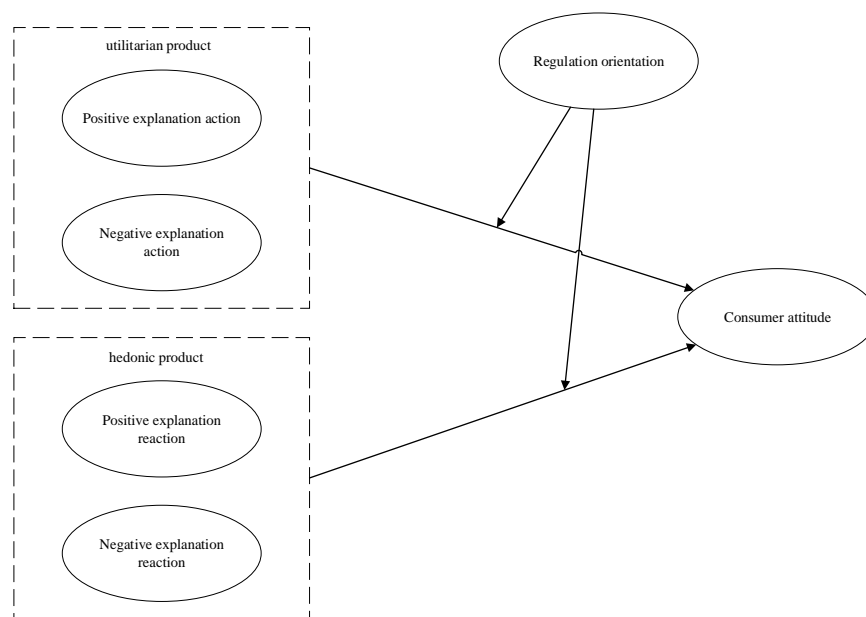 utilitarian product
Positive explanation action
Negative explanation
action
hedonic product
Positive explanation
reaction
Negative explanation
reaction
Regulation orientation
Consumer attitude